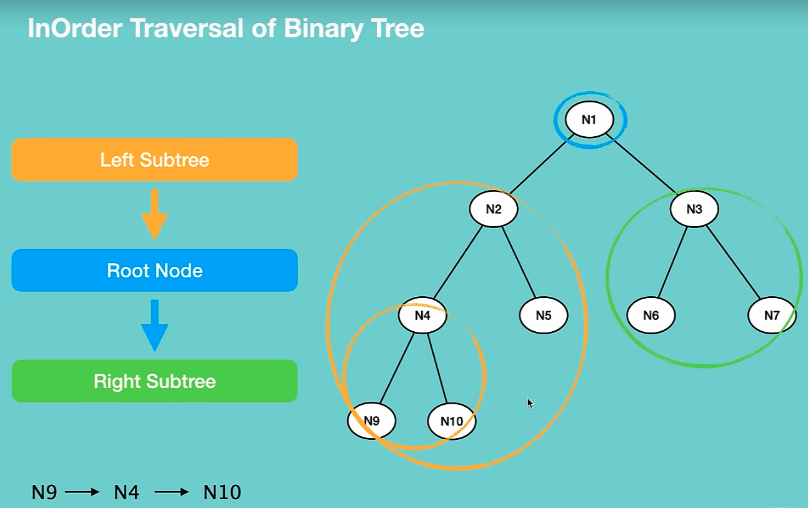 InOrder Traversal of Binary Tree
Left Subtree
Root Node
Right Subtree
N1
N2
N3
N4
N5
N6
N7
N9
N10
N9 → N4 → N10